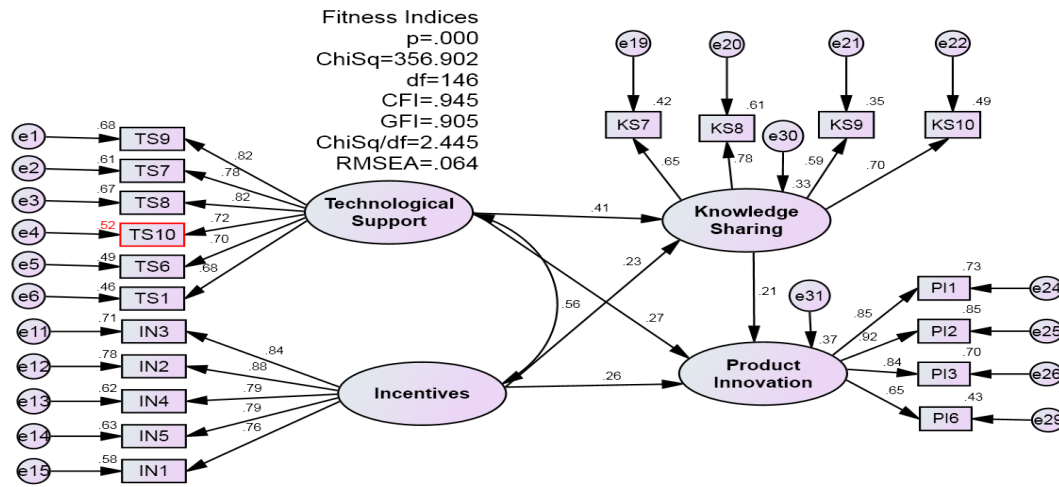 Fitness Indices
p=.000
ChiSq=356.902
df=146
CFI=.945
GFI=.905
ChiSq/df=2.445
RMSEA=.064
e19
e20
e21
e22
.42
KS7
.61
KS8
.35
KS9
.49
KS10
e30
.65
.78
.59
.70
.33
Knowledge
Sharing
e1
.68
TS9
.82
e2
.61
TS7
.78
e3
.67
TS8
.82
e4
.52
TS10
.72
e5
.49
TS6
.70
e6
.46
TS1
.68
Technological
Support
.41
.23
.56
.27
.21
.26
e11
.71
IN3
.84
e12
.78
IN2
.88
e13
.62
IN4
.79
e14
.63
IN5
.79
e15
.58
IN1
.76
Incentives
e31
.37
Product
Innovation
.85
PI1
.73
e24
.92
PI2
.85
e25
.84
PI3
.70
e26
.65
PI6
.43
e29